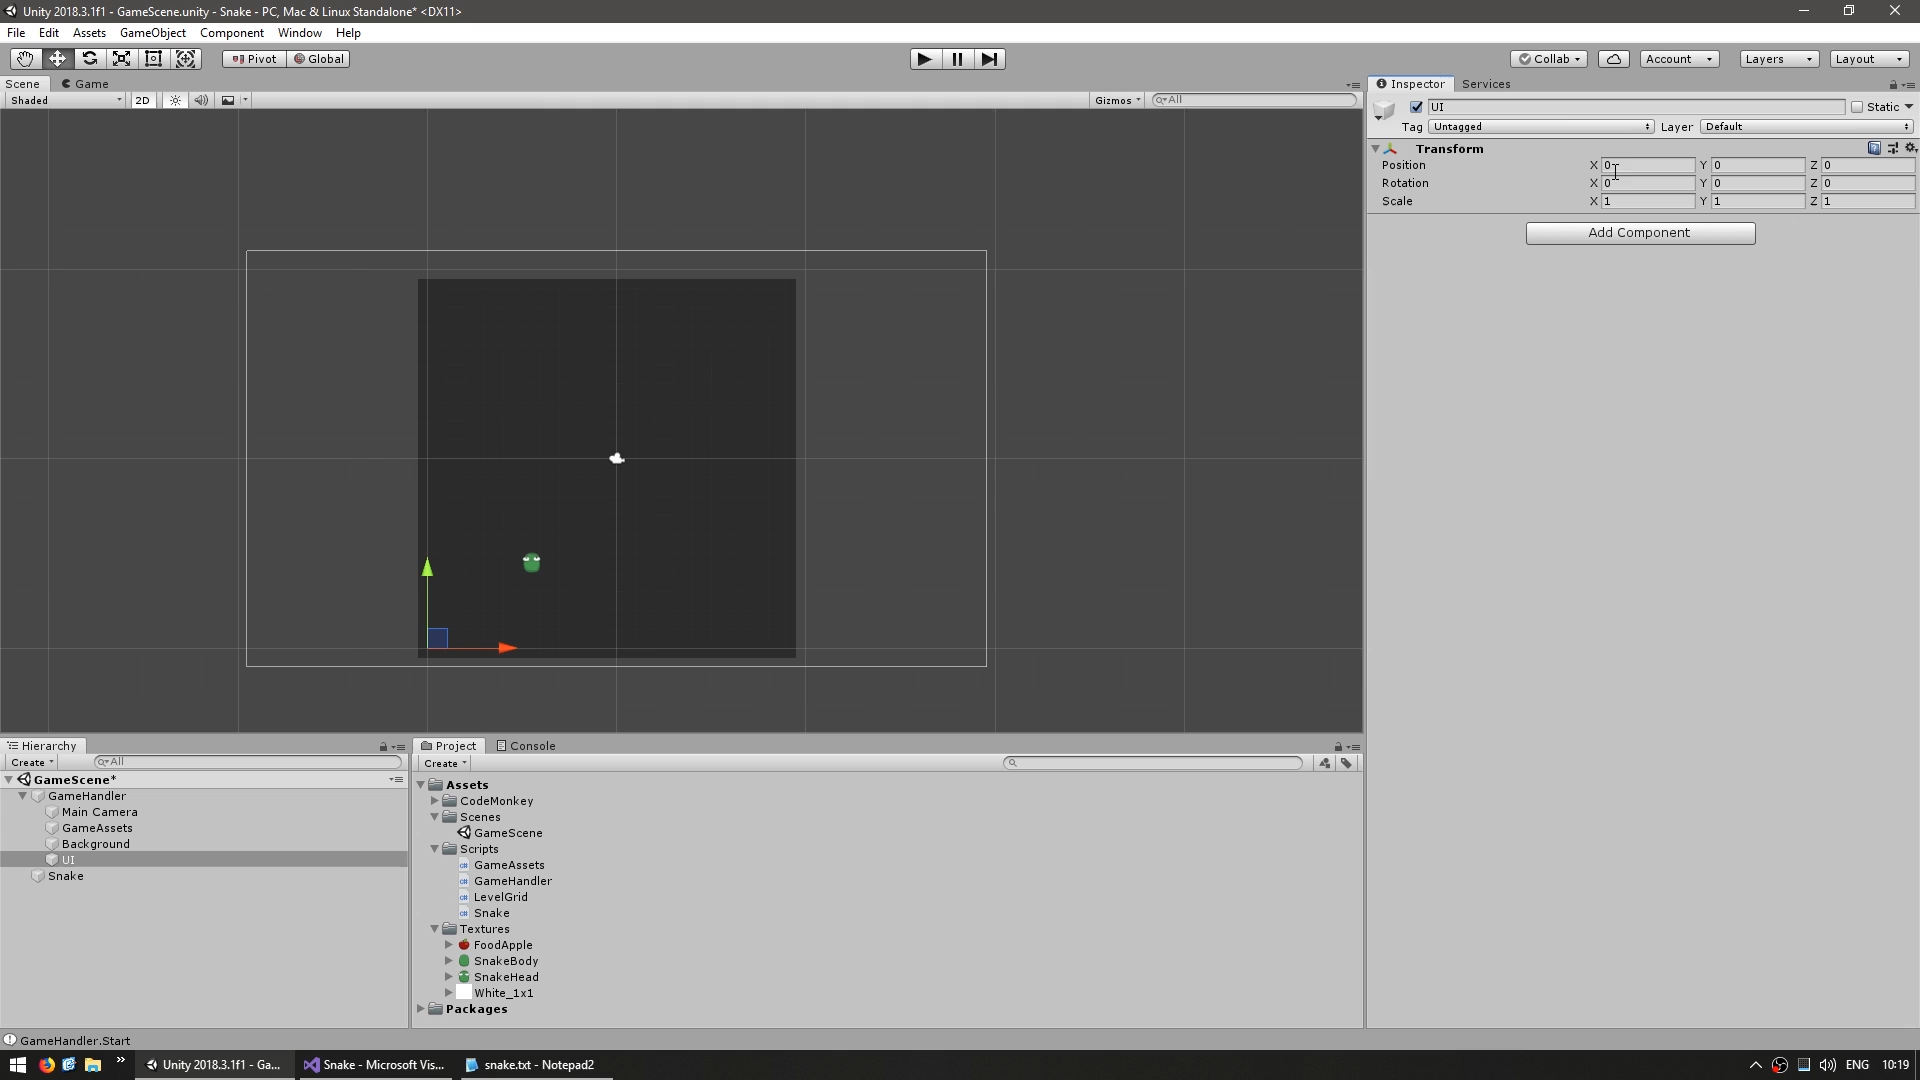 Unity 2018.3.1f1 - GameScene.unity - Snake - PC, Mac & Linux Standalone* <DX11>
File Edit Assets GameObject Component Window Help
Pivot Global Collab Account Layers Layout
Scene Game Inspector Services
Shaded 2D Gizmos All
UI Static
Tag Untagged Layer Default
Transform
Position X 0 Y 0 Z 0
Rotation X 0 Y 0 Z 0
Scale X 1 Y 1 Z 1
Add Component
Hierarchy
Create All
GameScene*
GameHandler
Main Camera
GameAssets
Background
UI
Snake
Project Console
Create
Assets
CodeMonkey
Scenes
GameScene
Scripts
GameAssets
GameHandler
LevelGrid
Snake
Textures
FoodApple
SnakeBody
SnakeHead
White_1x1
Packages
GameHandler.Start
Unity 2018.3.1f1 - Ga... Snake - Microsoft Vis... snake.txt - Notepad2 ENG 10:19